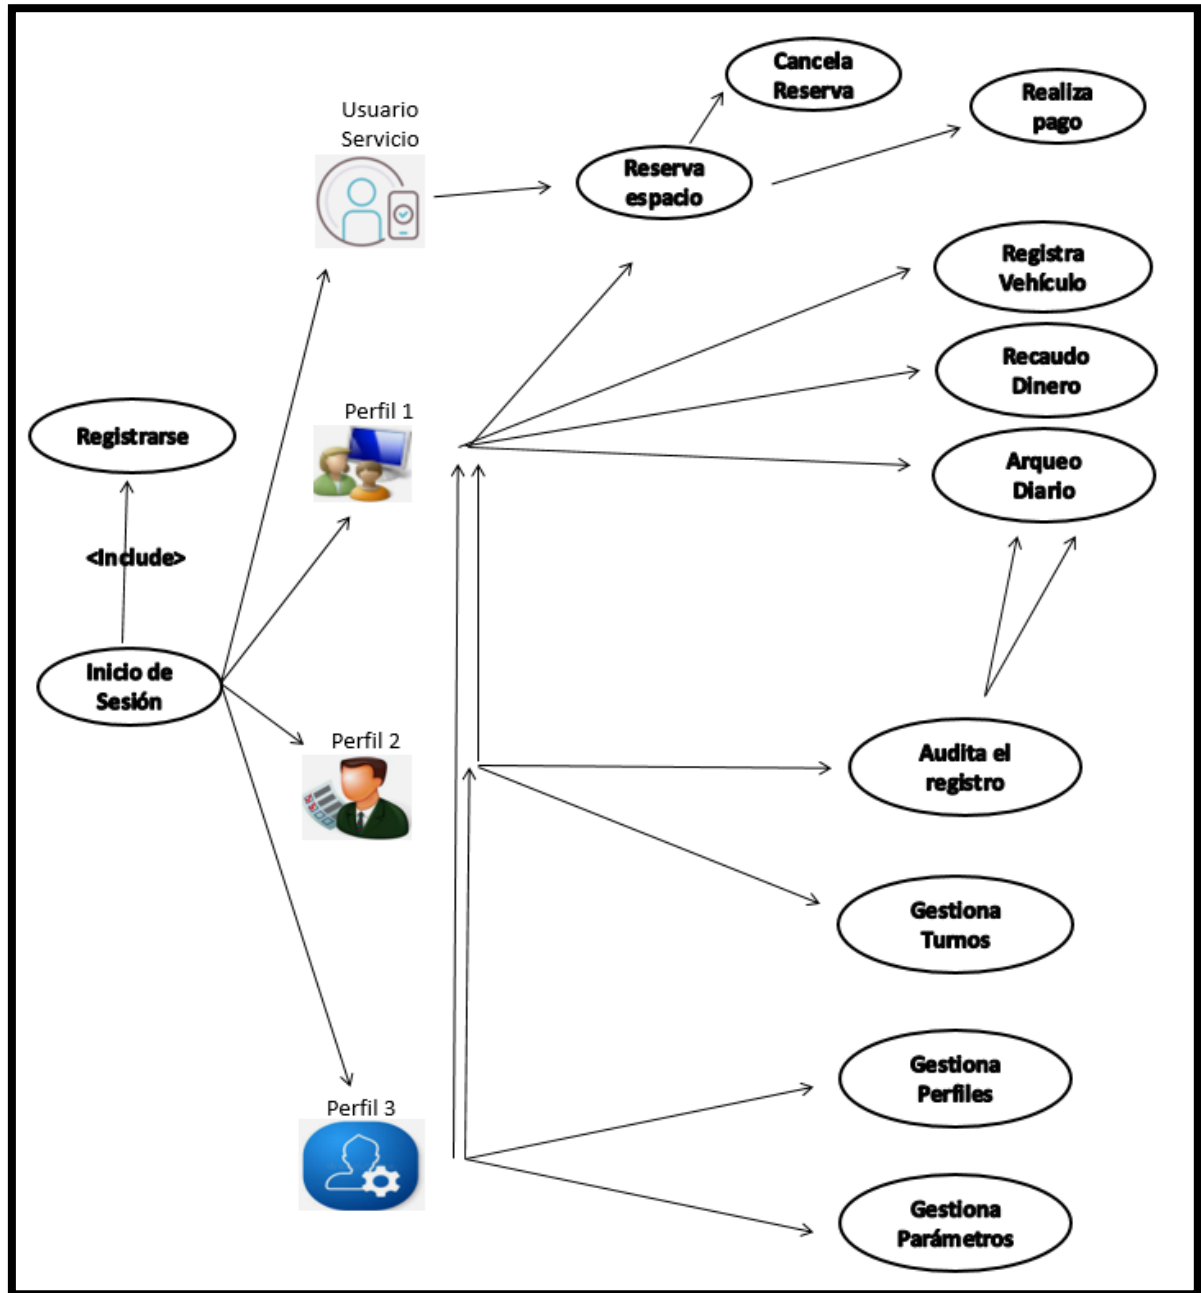 Cancela
Reserva
Realiza
pago
Usuario
Servicio
Reserva
espacio
Registra
Vehículo
Recaudo
Dinero
Perfil 1
Registrarse
Arqueo
Diario
<Include>
Inicio de
Sesión
Perfil 2
Audita el
registro
Gestiona
Turnos
Gestiona
Perfiles
Perfil 3
Gestiona
Parámetros